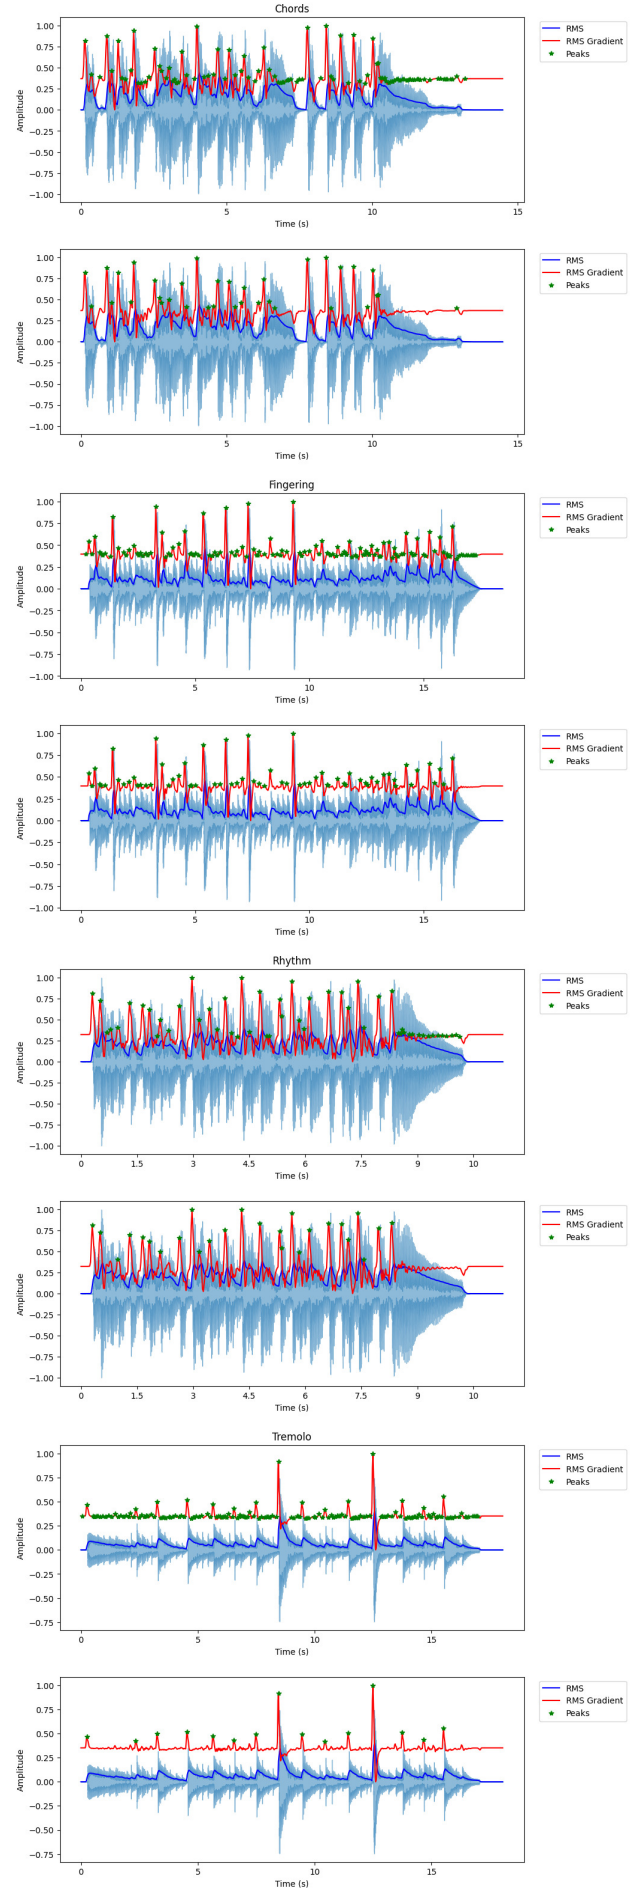 Chords
1.00
0.75
0.50
0.25
0.00
0.25
0.50
0.75
−1.00
Amplitude
0
5
10
15
Time (s)
RMS
RMS Gradient
Peaks
1.00
0.75
0.50
0.25
0.00
0.25
0.50
0.75
−1.00
Amplitude
0
5
10
15
Time (s)
RMS
RMS Gradient
Peaks
Fingering
1.00
0.75
0.50
0.25
0.00
−0.25
−0.50
−0.75
−1.00
Amplitude
0
5
10
15
Time (s)
RMS
RMS Gradient
Peaks
1.00
0.75
0.50
0.25
0.00
−0.25
−0.50
−0.75
−1.00
Amplitude
0
5
10
15
Time (s)
RMS
RMS Gradient
Peaks
Rhythm
1.00
0.75
0.50
0.25
0.00
−0.25
−0.50
−0.75
−1.00
Amplitude
0
1.5
3
4.5
6
7.5
9
10
Time (s)
RMS
RMS Gradient
Peaks
1.00
0.75
0.50
0.25
0.00
−0.25
−0.50
−0.75
−1.00
Amplitude
0
1.5
3
4.5
6
7.5
9
10
Time (s)
RMS
RMS Gradient
Peaks
Tremolo
1.00
0.75
0.50
0.25
0.00
−0.25
−0.50
−0.75
Amplitude
0
5
10
15
Time (s)
RMS
RMS Gradient
Peaks
1.00
0.75
0.50
0.25
0.00
−0.25
−0.50
−0.75
Amplitude
0
5
10
15
Time (s)
RMS
RMS Gradient
Peaks